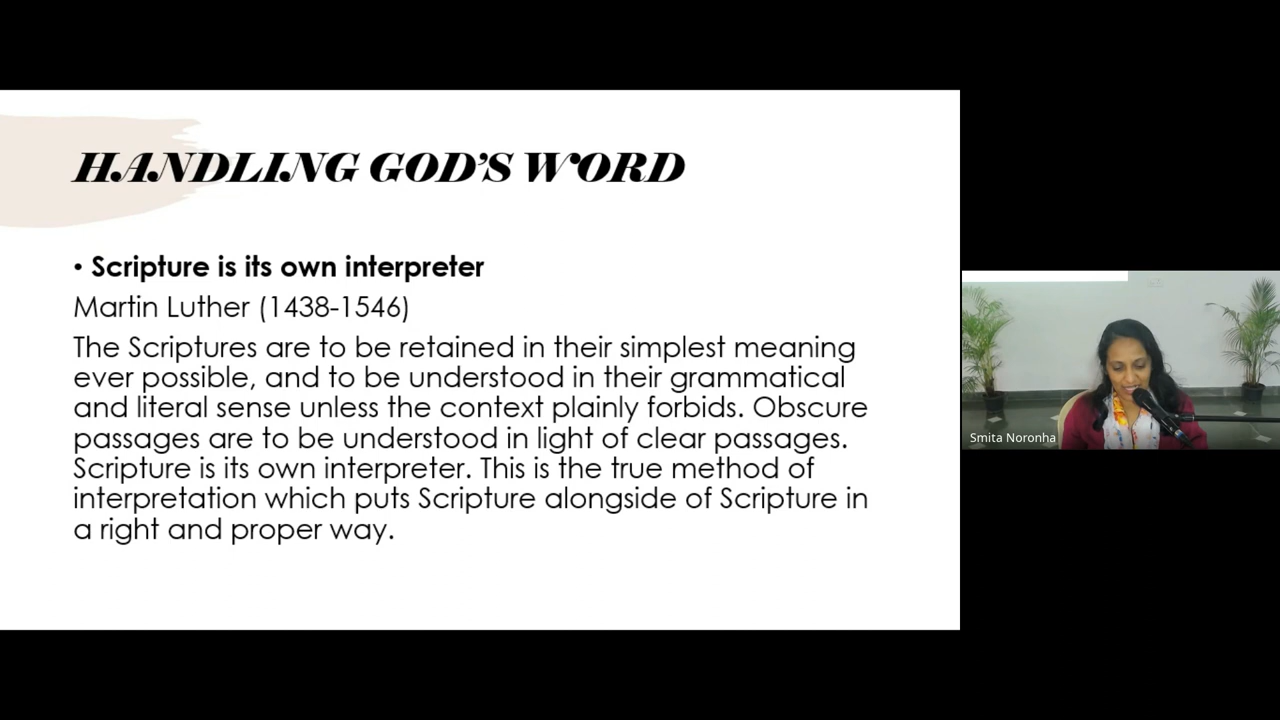 HANDLING GOD'S WORD
• Scripture is its own interpreter
Martin Luther (1438-1546)
The Scriptures are to be retained in their simplest meaning
ever possible, and to be understood in their grammatical
and literal sense unless the context plainly forbids. Obscure
passages are to be understood in light of clear passages.
Scripture is its own interpreter. This is the true method of
interpretation which puts Scripture alongside of Scripture in
a right and proper way.
Smita Noronha